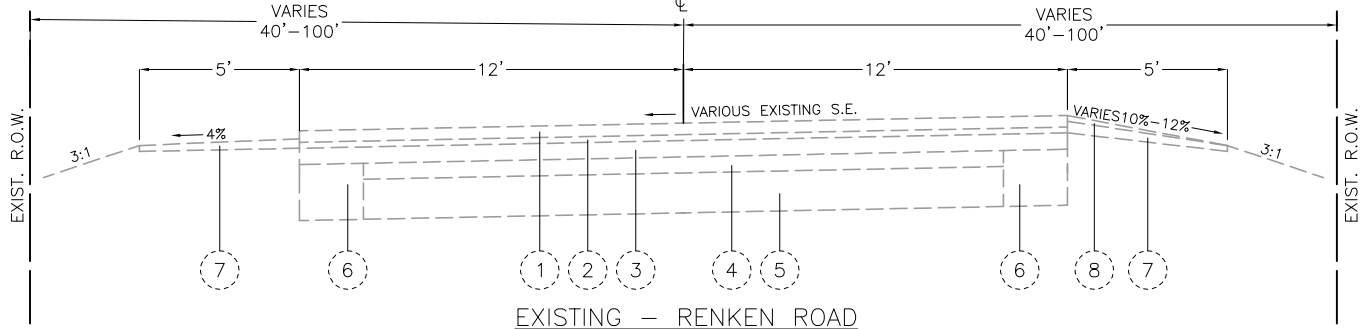 ℄
VARIES
40'-100'
VARIES
40'-100'
5'
12'
12'
5'
VARIOUS EXISTING S.E.
VARIES10%-12%
4%
3:1
3:1
EXIST. R.O.W.
EXIST. R.O.W.
7
6
1
2
3
4
5
6
8
7
EXISTING - RENKEN ROAD